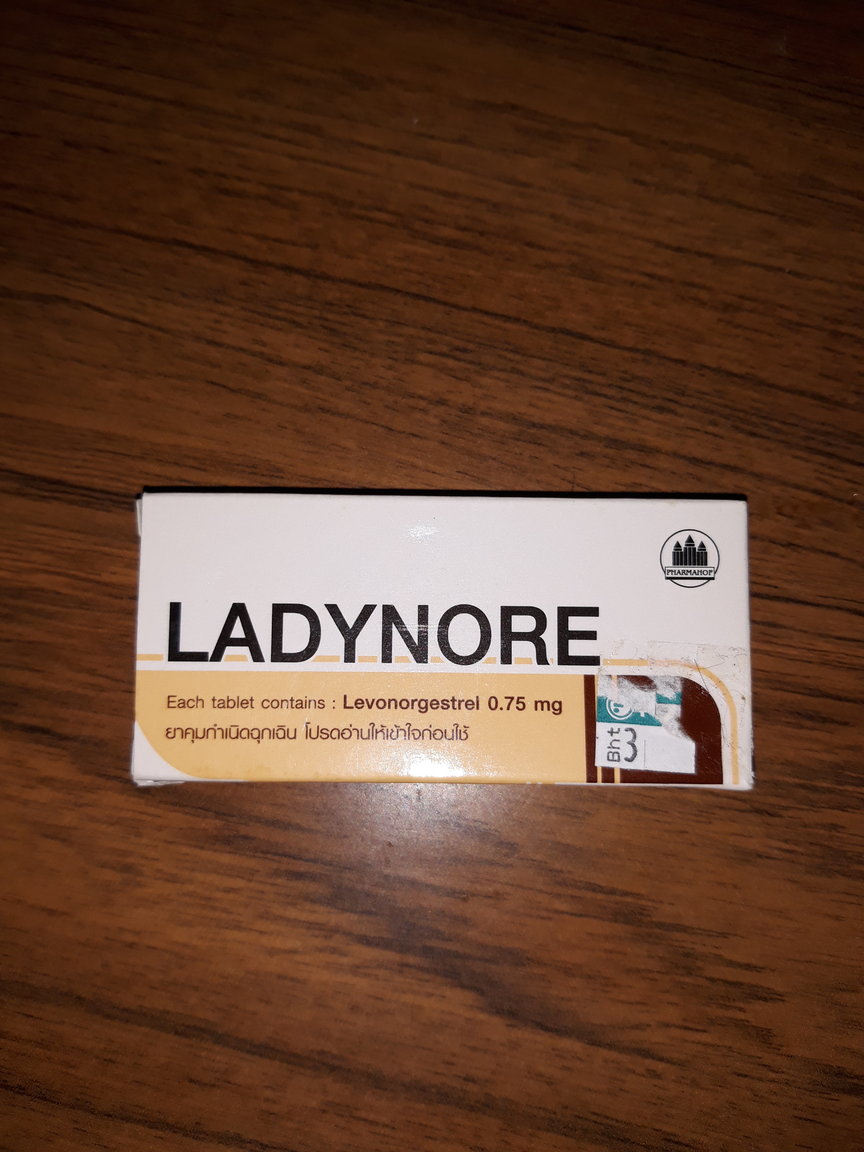 PHARMAHOF
LADYNORE
Each tablet contains : Levonorgestrel 0.75 mg
ยาคุมกำเนิดฉุกเฉิน โปรดอ่านให้เข้าใจก่อนใช้
Bht
3